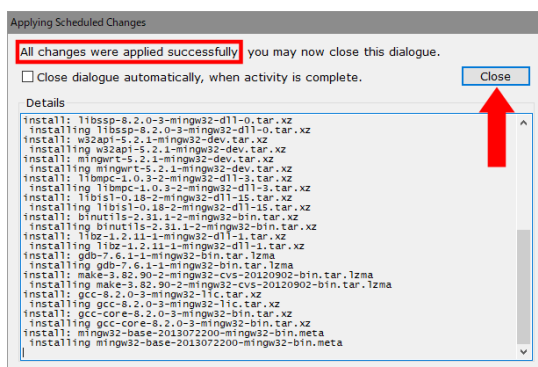 Applying Scheduled Changes
All changes were applied successfully; you may now close this dialogue.
Close dialogue automatically, when activity is complete.
Close
Details
install: libssp-8.2.0-3-mingw32-dll-0.tar.xz
installing libssp-8.2.0-3-mingw32-dll-0.tar.xz
install: w32api-5.2.1-mingw32-dev.tar.xz
installing w32api-5.2.1-mingw32-dev.tar.xz
install: mingwrt-5.2.1-mingw32-dev.tar.xz
installing mingwrt-5.2.1-mingw32-dev.tar.xz
install: libmpc-1.0.3-2-mingw32-dll-3.tar.xz
installing libmpc-1.0.3-2-mingw32-dll-3.tar.xz
install: libisl-0.18-2-mingw32-dll-15.tar.xz
installing libisl-0.18-2-mingw32-dll-15.tar.xz
install: binutils-2.31.1-2-mingw32-bin.tar.xz
installing binutils-2.31.1-2-mingw32-bin.tar.xz
install: libz-1.2.11-1-mingw32-dll-1.tar.xz
installing libz-1.2.11-1-mingw32-dll-1.tar.xz
install: gdb-7.6.1-1-mingw32-bin.tar.lzma
installing gdb-7.6.1-1-mingw32-bin.tar.lzma
install: make-3.82.90-2-mingw32-cvs-20120902-bin.tar.lzma
installing make-3.82.90-2-mingw32-cvs-20120902-bin.tar.lzma
install: gcc-8.2.0-3-mingw32-lic.tar.xz
installing gcc-8.2.0-3-mingw32-lic.tar.xz
install: gcc-core-8.2.0-3-mingw32-bin.tar.xz
installing gcc-core-8.2.0-3-mingw32-bin.tar.xz
install: mingw32-base-2013072200-mingw32-bin.meta
installing mingw32-base-2013072200-mingw32-bin.meta